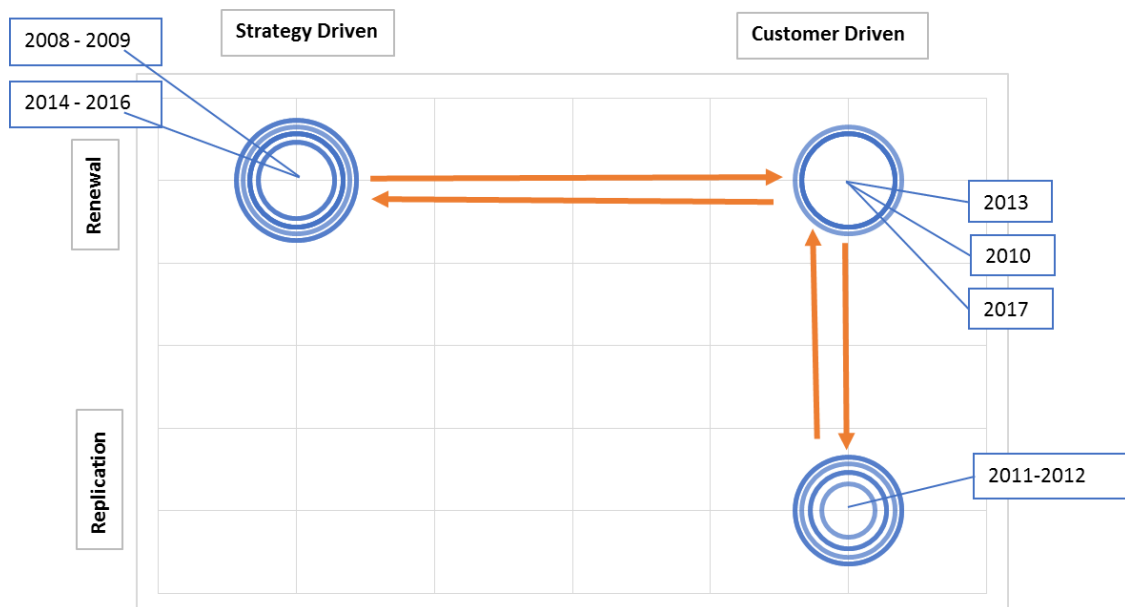 Strategy Driven
Customer Driven
2008 - 2009
2014 - 2016
Renewal
2013
2010
2017
Replication
2011-2012